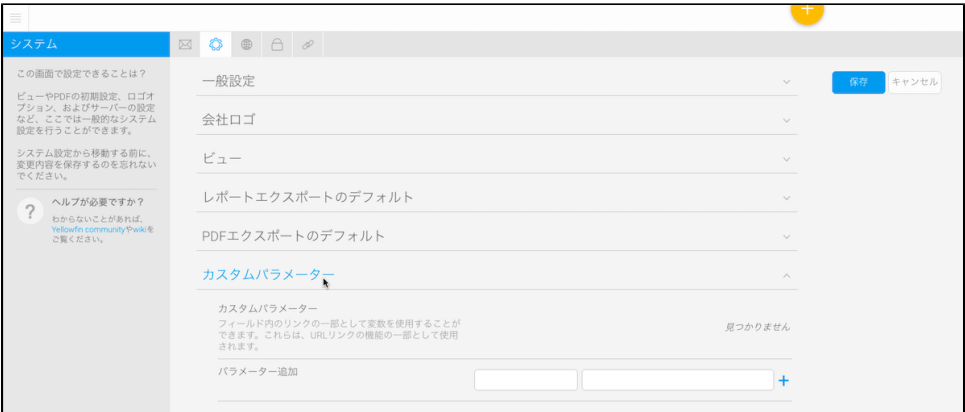 システム
この画面で設定できることは？
ビューやPDFの初期設定、ロゴオ
プション、およびサーバーの設定
など、ここでは一般的なシステム
設定を行うことができます。
システム設定から移動する前に、
変更内容を保存するのを忘れない
でください。
?
ヘルプが必要ですか？
わからないことがあれば、
Yellowfin communityやwikiを
ご覧ください。
一般設定
会社ロゴ
ビュー
レポートエクスポートのデフォルト
PDFエクスポートのデフォルト
カスタムパラメーター
カスタムパラメーター
フィールド内のリンクの一部として変数を使用することが
できます。これらは、URLリンクの機能の一部として使用
されます。
見つかりません
パラメーター追加
保存
キャンセル